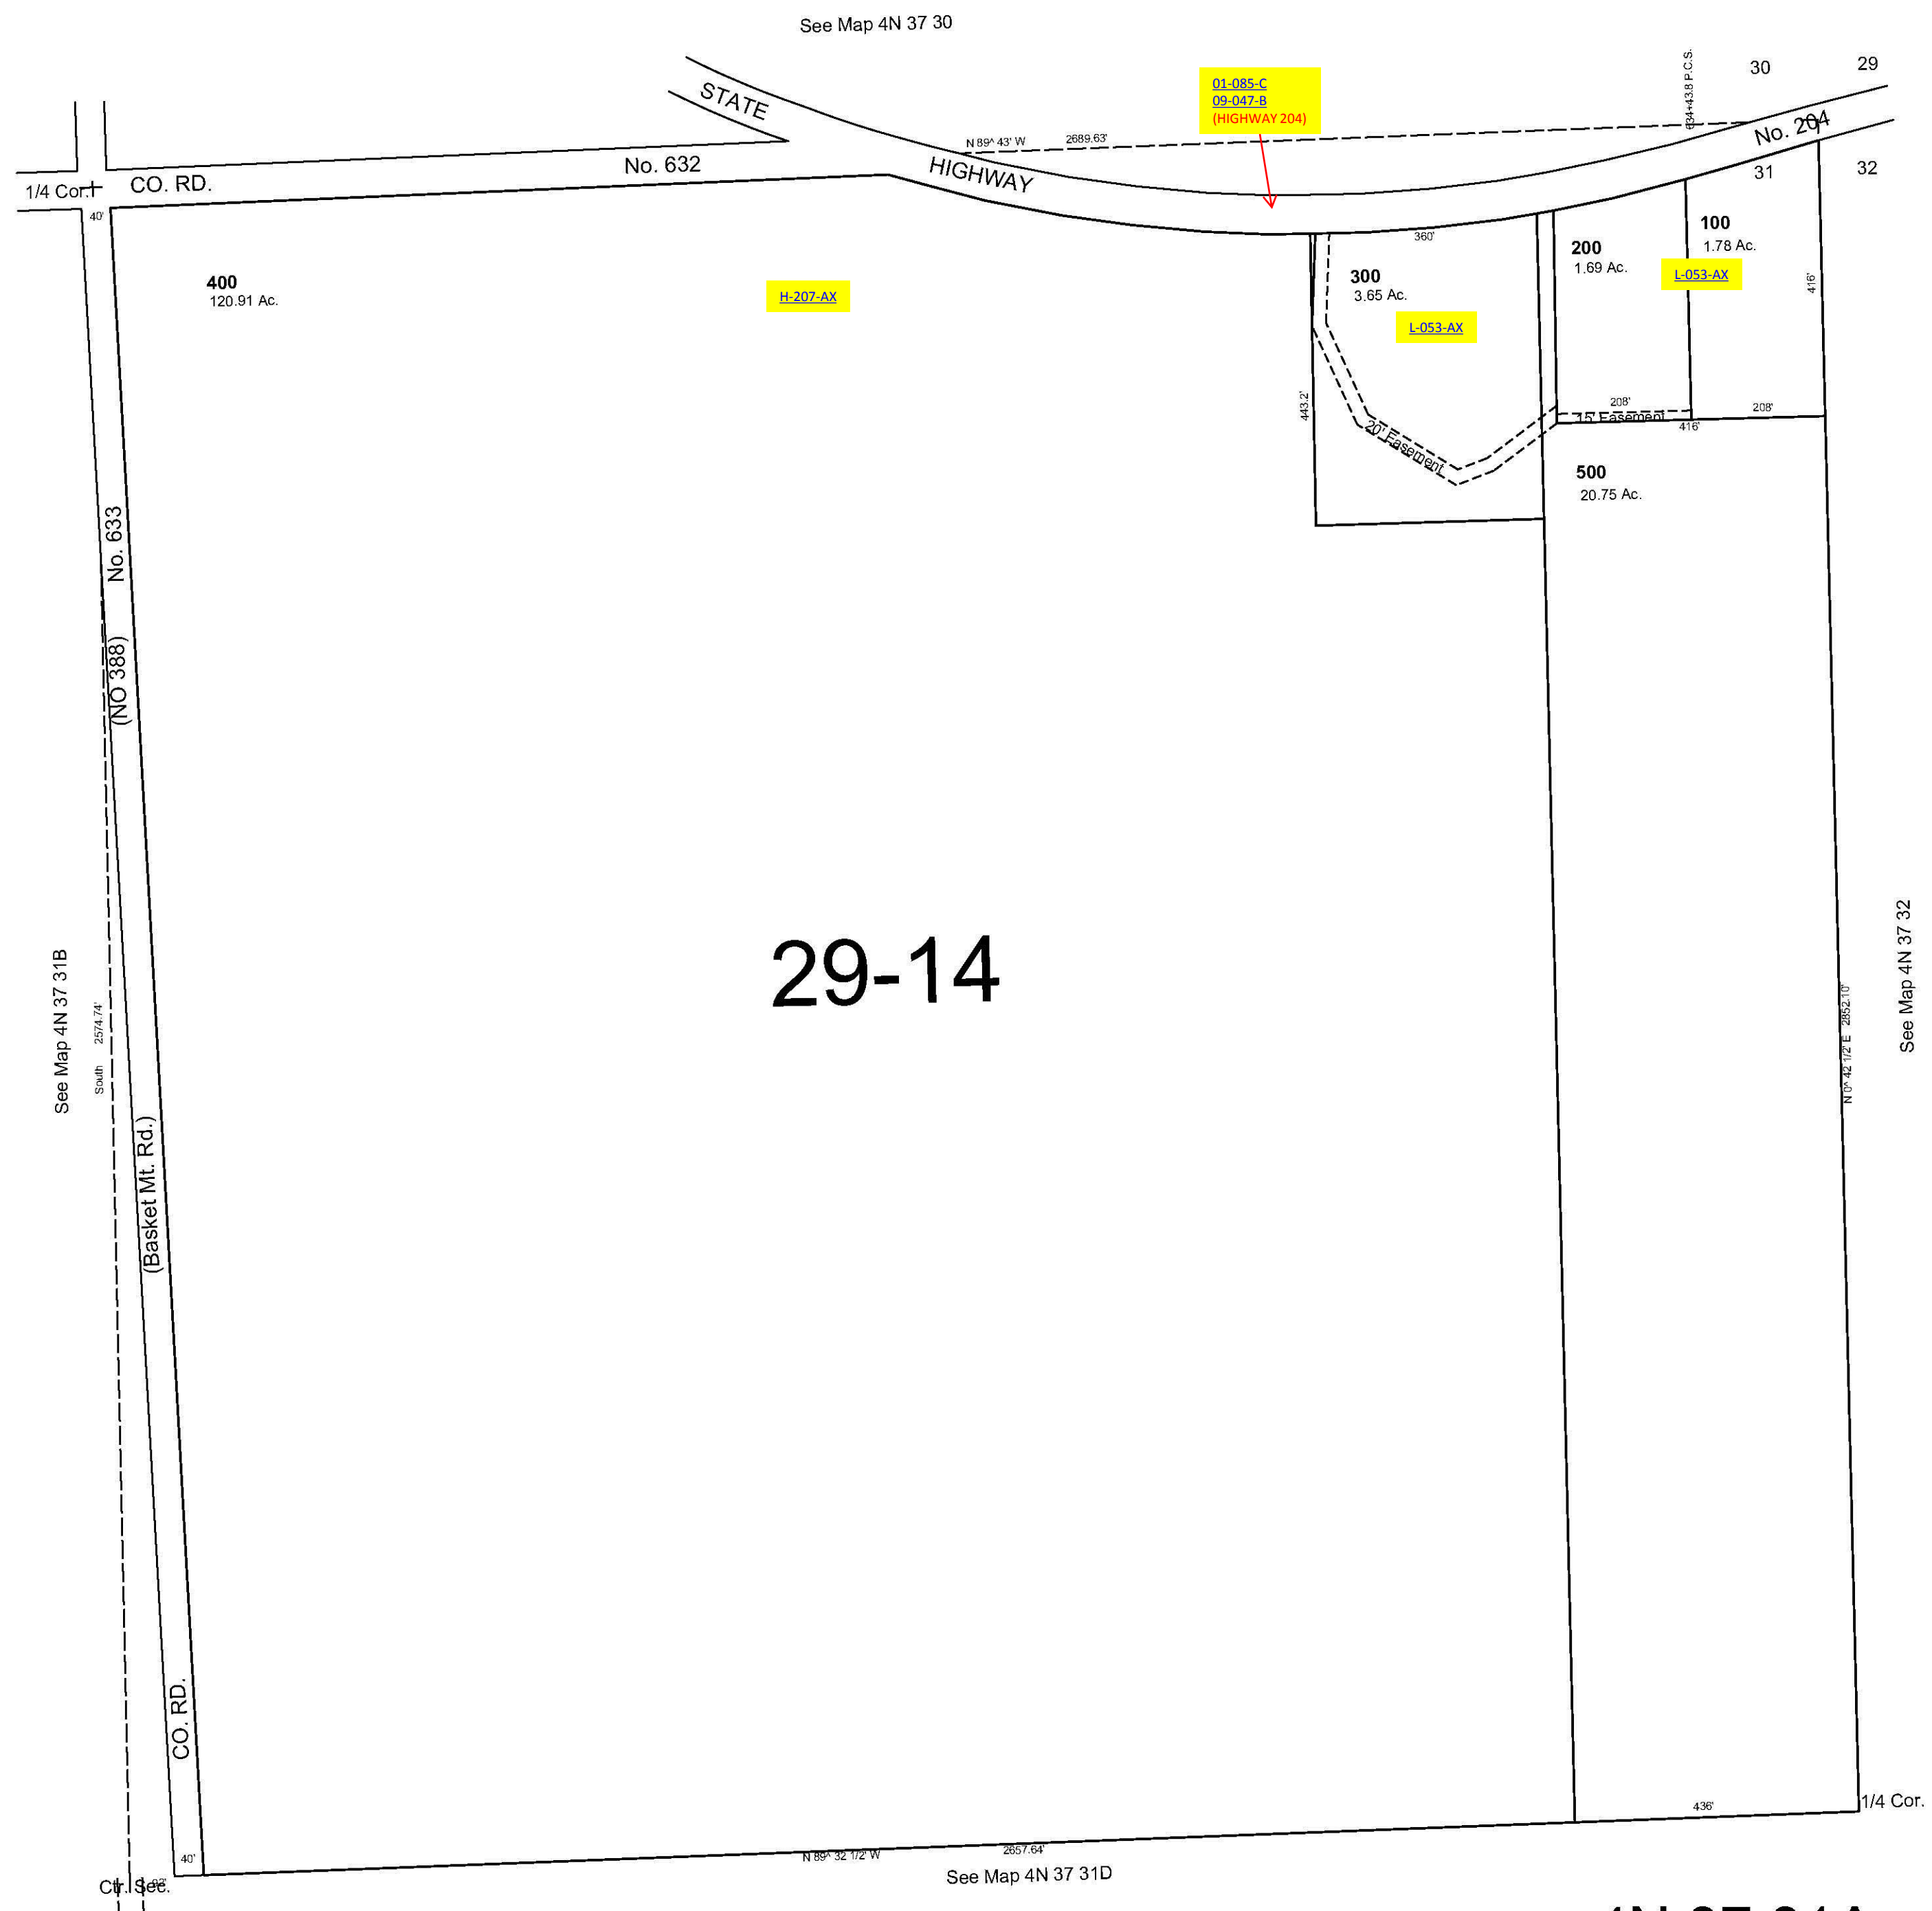 See Map 4N 37 30
634+43.8 P.C.S.
30
29
01-085-C
09-047-B
(HIGHWAY 204)
STATE
HIGHWAY
No. 204
N 89^ 43' W
2689.63'
1/4 Cor.
CO. RD.
No. 632
31
32
40'
400
120.91 Ac.
H-207-AX
360'
300
3.65 Ac.
L-053-AX
200
1.69 Ac.
100
1.78 Ac.
L-053-AX
416'
443.2'
20' Easement
208'
15' Easement
208'
416'
500
20.75 Ac.
No. 633
(NO 388)
29-14
See Map 4N 37 31B
South 2574.74'
(Basket Mt. Rd.)
See Map 4N 37 32
N 0^ 42 1/2' E 2852.10'
CO. RD.
436'
1/4 Cor.
40'
N 89^ 32 1/2' W
2657.64'
See Map 4N 37 31D
Ctr. Sec.